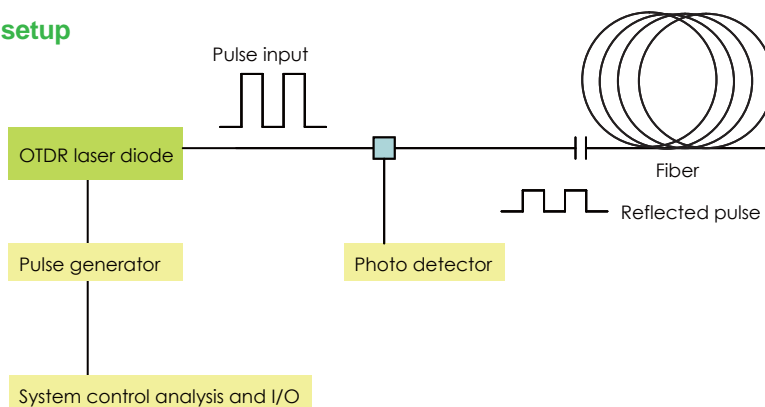 setup
Pulse input
OTDR laser diode
Fiber
Reflected pulse
Pulse generator
Photo detector
System control analysis and I/O